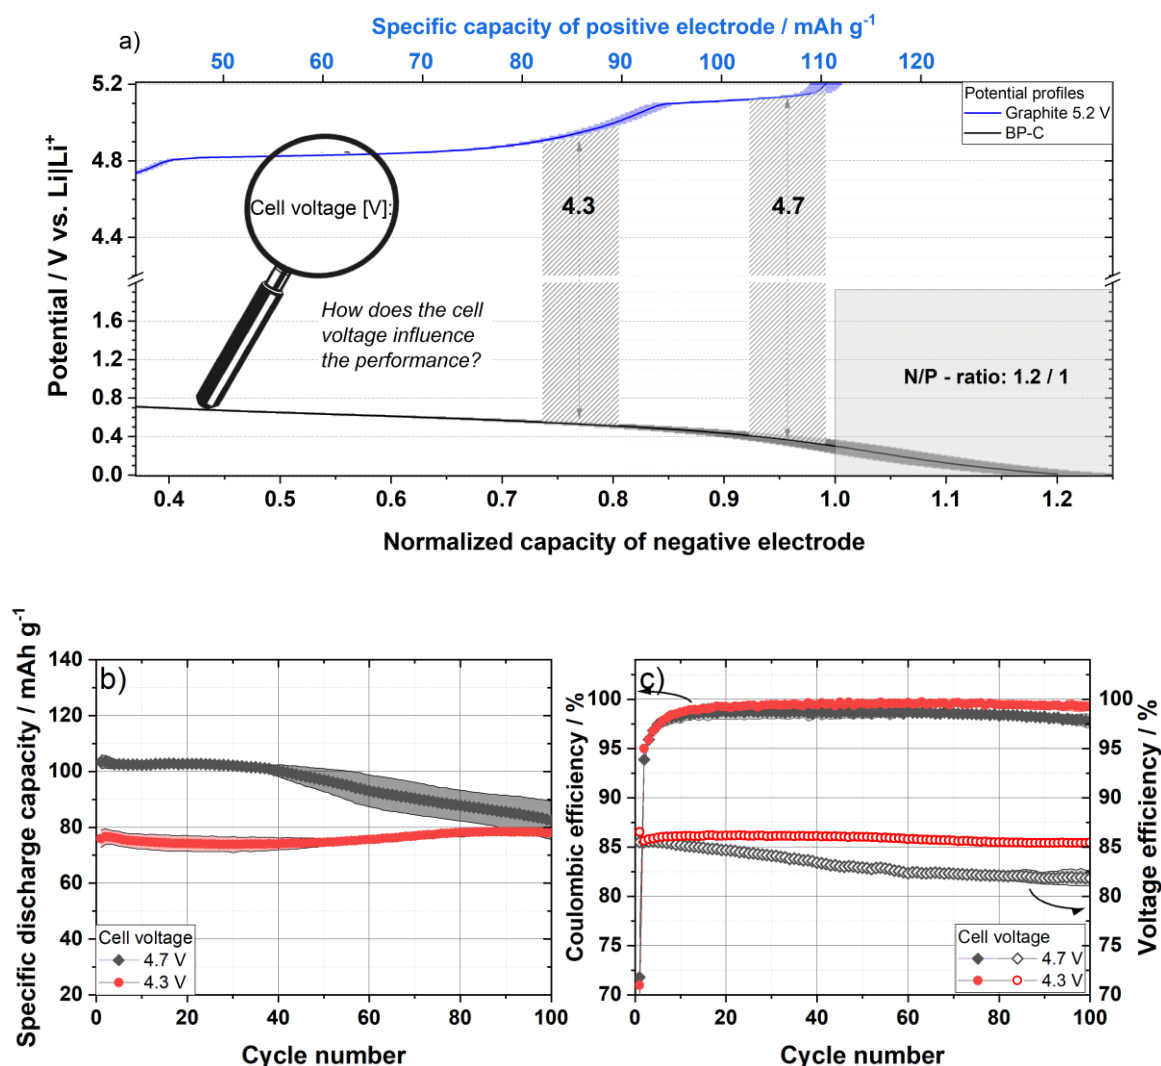 Specific capacity of positive electrode / mAh g⁻¹
a)
50 60 70 80 90 100 110 120
5.2
4.8
4.4
1.6
1.2
0.8
0.4
0.0
Potential / V vs. Li|Li⁺
Potential profiles
Graphite 5.2 V
BP-C
Cell voltage [V]:
4.3
4.7
How does the cell
voltage influence
the performance?
N/P - ratio: 1.2 / 1
0.4 0.5 0.6 0.7 0.8 0.9 1.0 1.1 1.2
Normalized capacity of negative electrode
b)
Specific discharge capacity / mAh g⁻¹
140
120
100
80
60
40
20
Cell voltage
4.7 V
4.3 V
0 20 40 60 80 100
Cycle number
c)
Coulombic efficiency / %
100
95
90
85
80
75
70
Voltage efficiency / %
100
95
90
85
80
75
70
Cell voltage
4.7 V
4.3 V
0 20 40 60 80 100
Cycle number